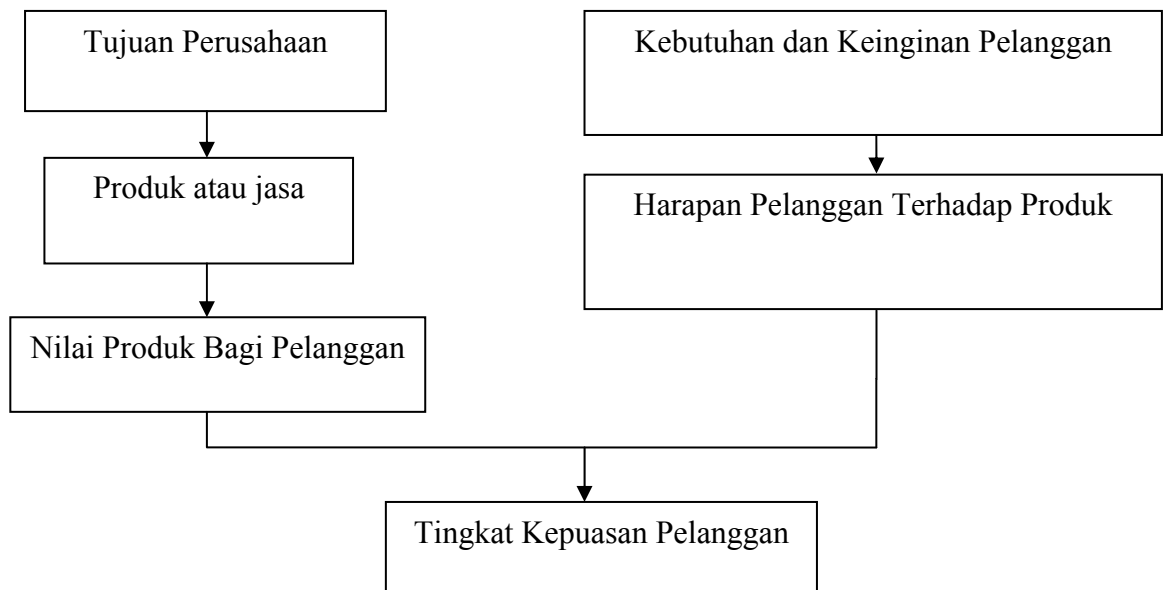 Tujuan Perusahaan
Kebutuhan dan Keinginan Pelanggan
Produk atau jasa
Harapan Pelanggan Terhadap Produk
Nilai Produk Bagi Pelanggan
Tingkat Kepuasan Pelanggan